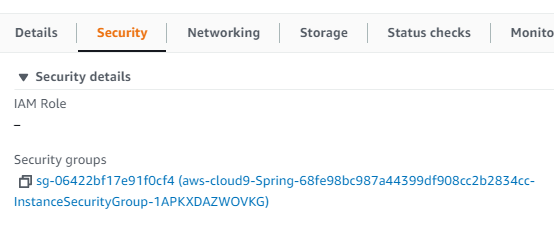 Details
Security
Networking
Storage
Status checks
Monito
▼ Security details
IAM Role
–
Security groups
sg-06422bf17e91f0cf4 (aws-cloud9-Spring-68fe98bc987a44399df908cc2b2834cc-
InstanceSecurityGroup-1APKXDAZWOVKG)